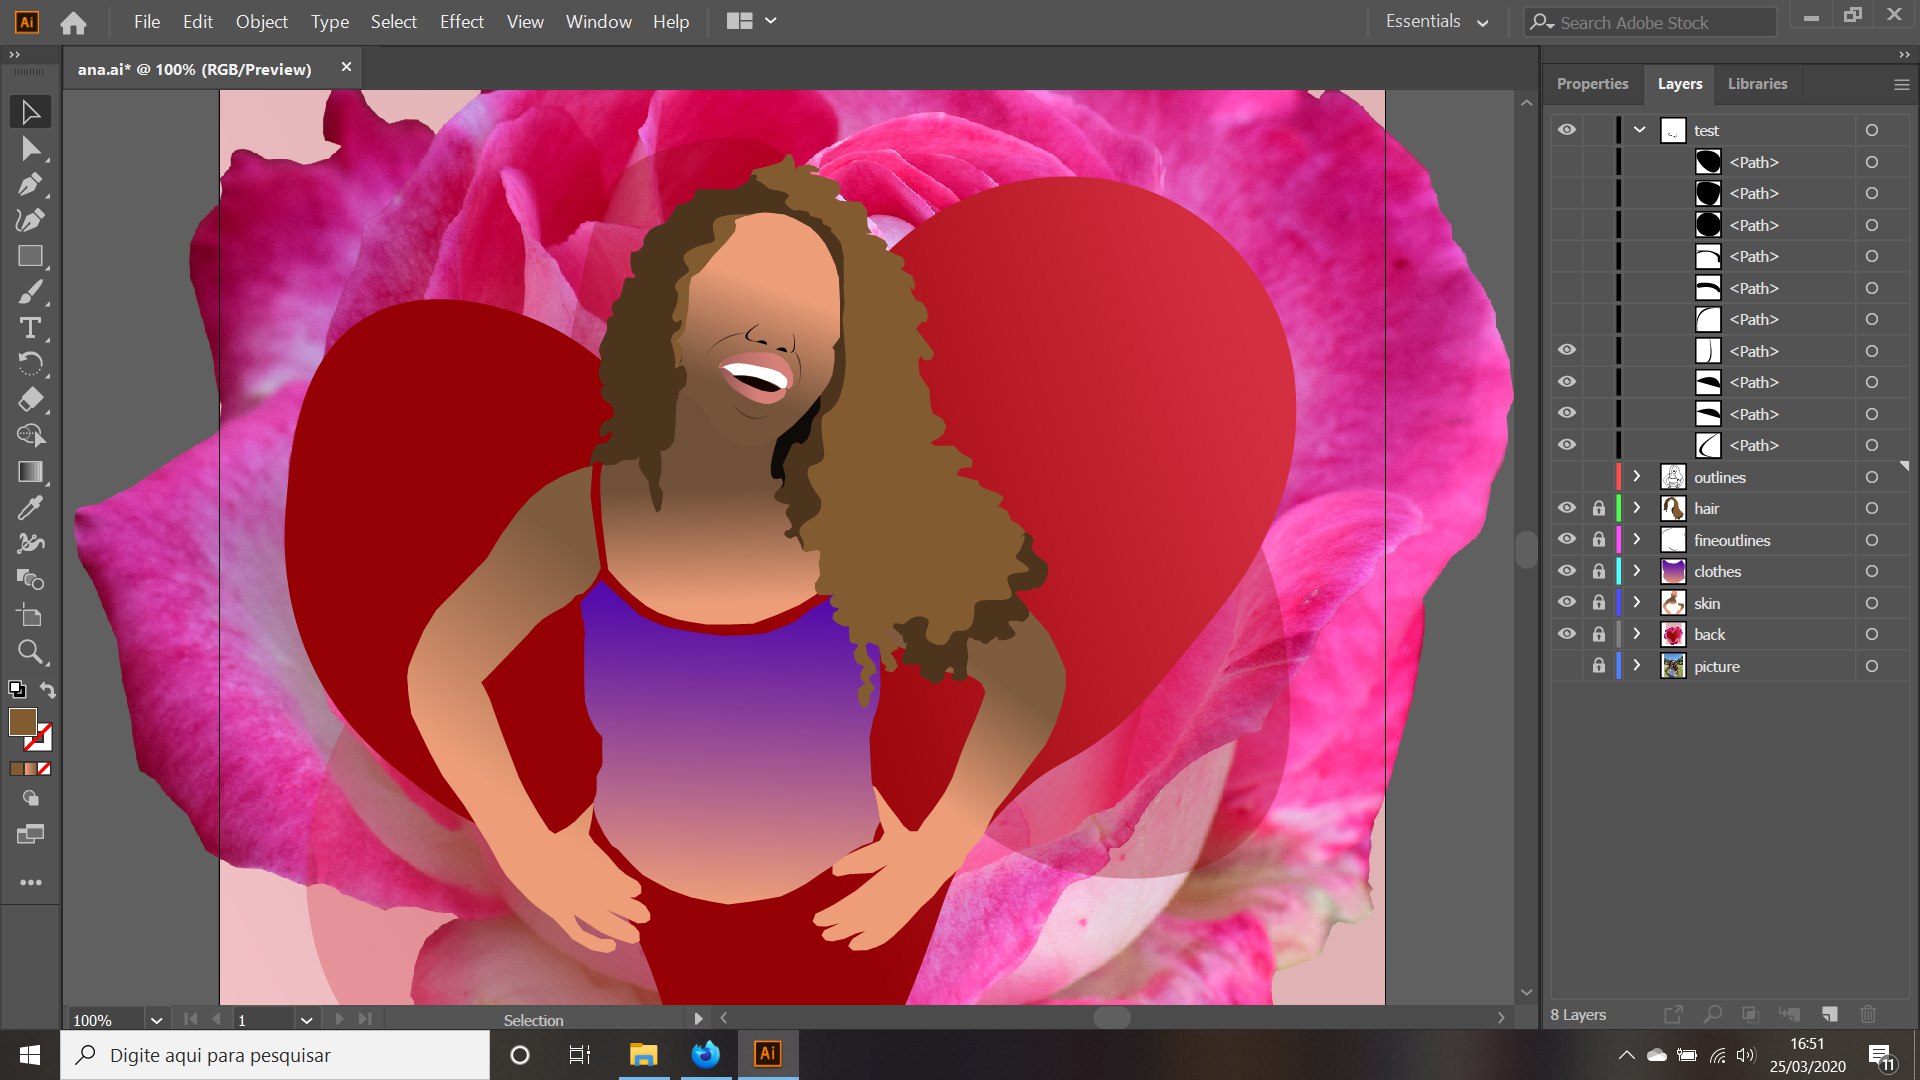 Ai File Edit Object Type Select Effect View Window Help Essentials Search Adobe Stock
ana.ai* @ 100% (RGB/Preview) ×
Properties Layers Libraries
test
<Path>
<Path>
<Path>
<Path>
<Path>
<Path>
<Path>
<Path>
<Path>
<Path>
outlines
hair
fineoutlines
clothes
skin
back
picture
8 Layers
100% 1 Selection
Digite aqui para pesquisar
Ai
16:51
25/03/2020
11